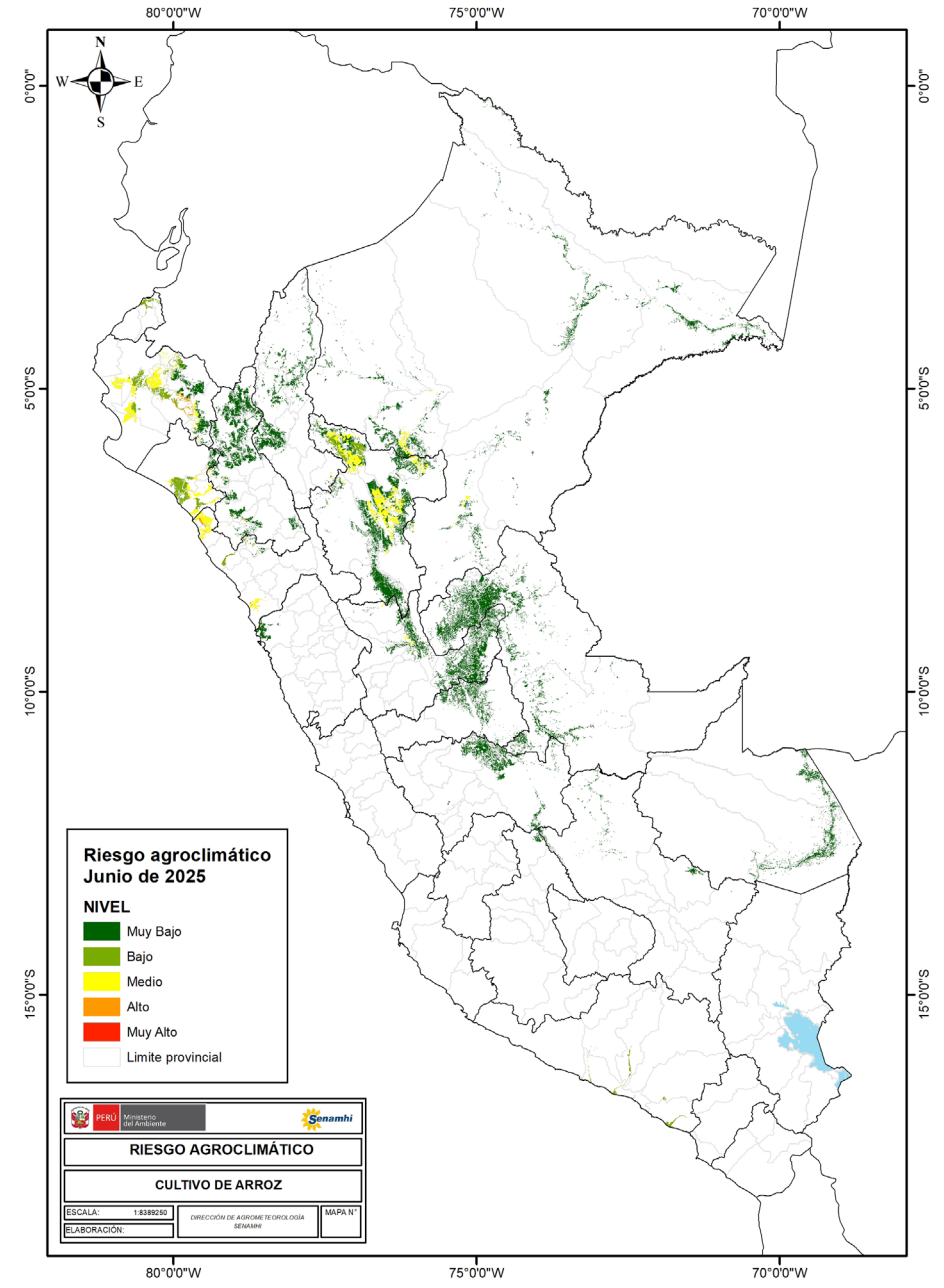 80°0'0"W 75°0'0"W 70°0'0"W
N
W E
S
0°0'0" 0°0'0"
5°0'0"S 5°0'0"S
10°0'0"S 10°0'0"S
15°0'0"S 15°0'0"S
Riesgo agroclimático
Junio de 2025
NIVEL
Muy Bajo
Bajo
Medio
Alto
Muy Alto
Limite provincial
PERÚ Ministerio
del Ambiente
Senamhi
RIESGO AGROCLIMÁTICO
CULTIVO DE ARROZ
ESCALA: 1:8389250
DIRECCIÓN DE AGROMETEOROLOGÍA
SENAMHI
MAPA N°
ELABORACIÓN:
80°0'0"W 75°0'0"W 70°0'0"W